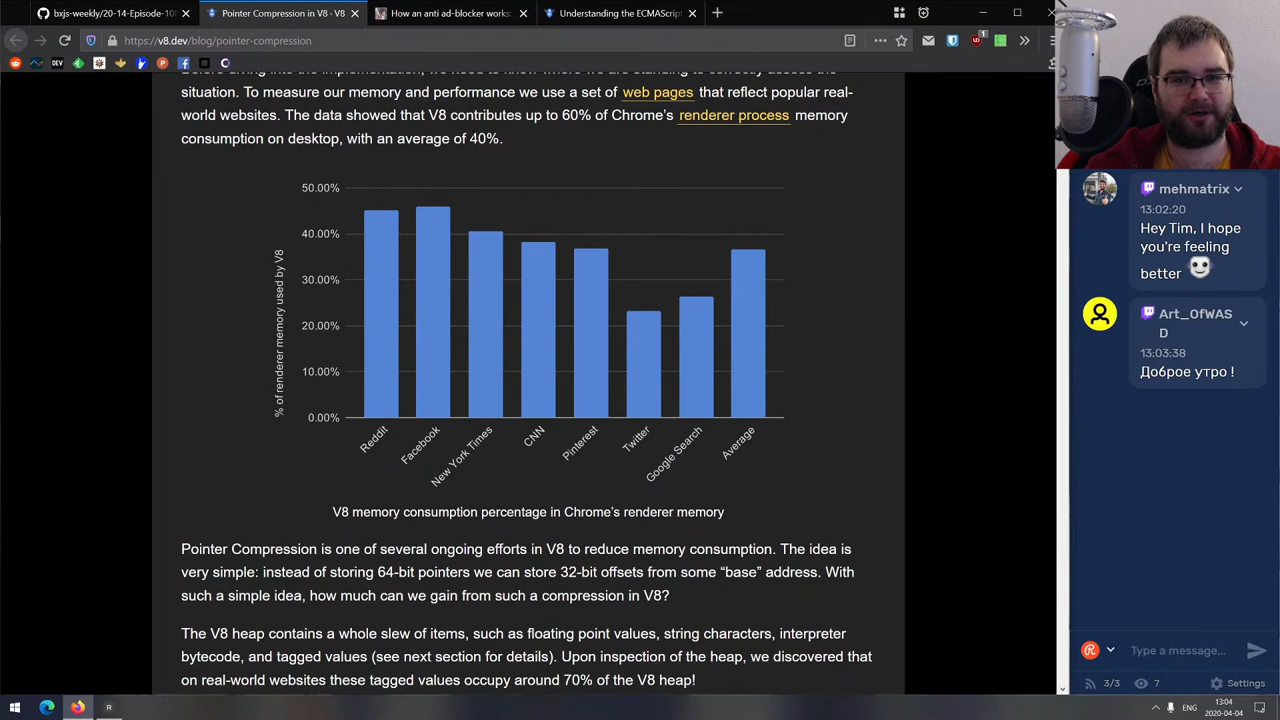 bxjs-weekly/20-14-Episode-108
Pointer Compression in V8 · V8
How an anti ad-blocker works:
Understanding the ECMAScript
https://v8.dev/blog/pointer-compression
situation. To measure our memory and performance we use a set of web pages that reflect popular real-
world websites. The data showed that V8 contributes up to 60% of Chrome's renderer process memory
consumption on desktop, with an average of 40%.
% of renderer memory used by V8
50.00%
40.00%
30.00%
20.00%
10.00%
0.00%
Reddit
Facebook
New York Times
CNN
Pinterest
Twitter
Google Search
Average
V8 memory consumption percentage in Chrome's renderer memory
Pointer Compression is one of several ongoing efforts in V8 to reduce memory consumption. The idea is
very simple: instead of storing 64-bit pointers we can store 32-bit offsets from some “base” address. With
such a simple idea, how much can we gain from such a compression in V8?
The V8 heap contains a whole slew of items, such as floating point values, string characters, interpreter
bytecode, and tagged values (see next section for details). Upon inspection of the heap, we discovered that
on real-world websites these tagged values occupy around 70% of the V8 heap!
mehmatrix
13:02:20
Hey Tim, I hope
you're feeling
better
Art_OfWAS
D
13:03:38
Доброе утро !
Type a message...
3/3
7
Settings
ENG
13:04
2020-04-04